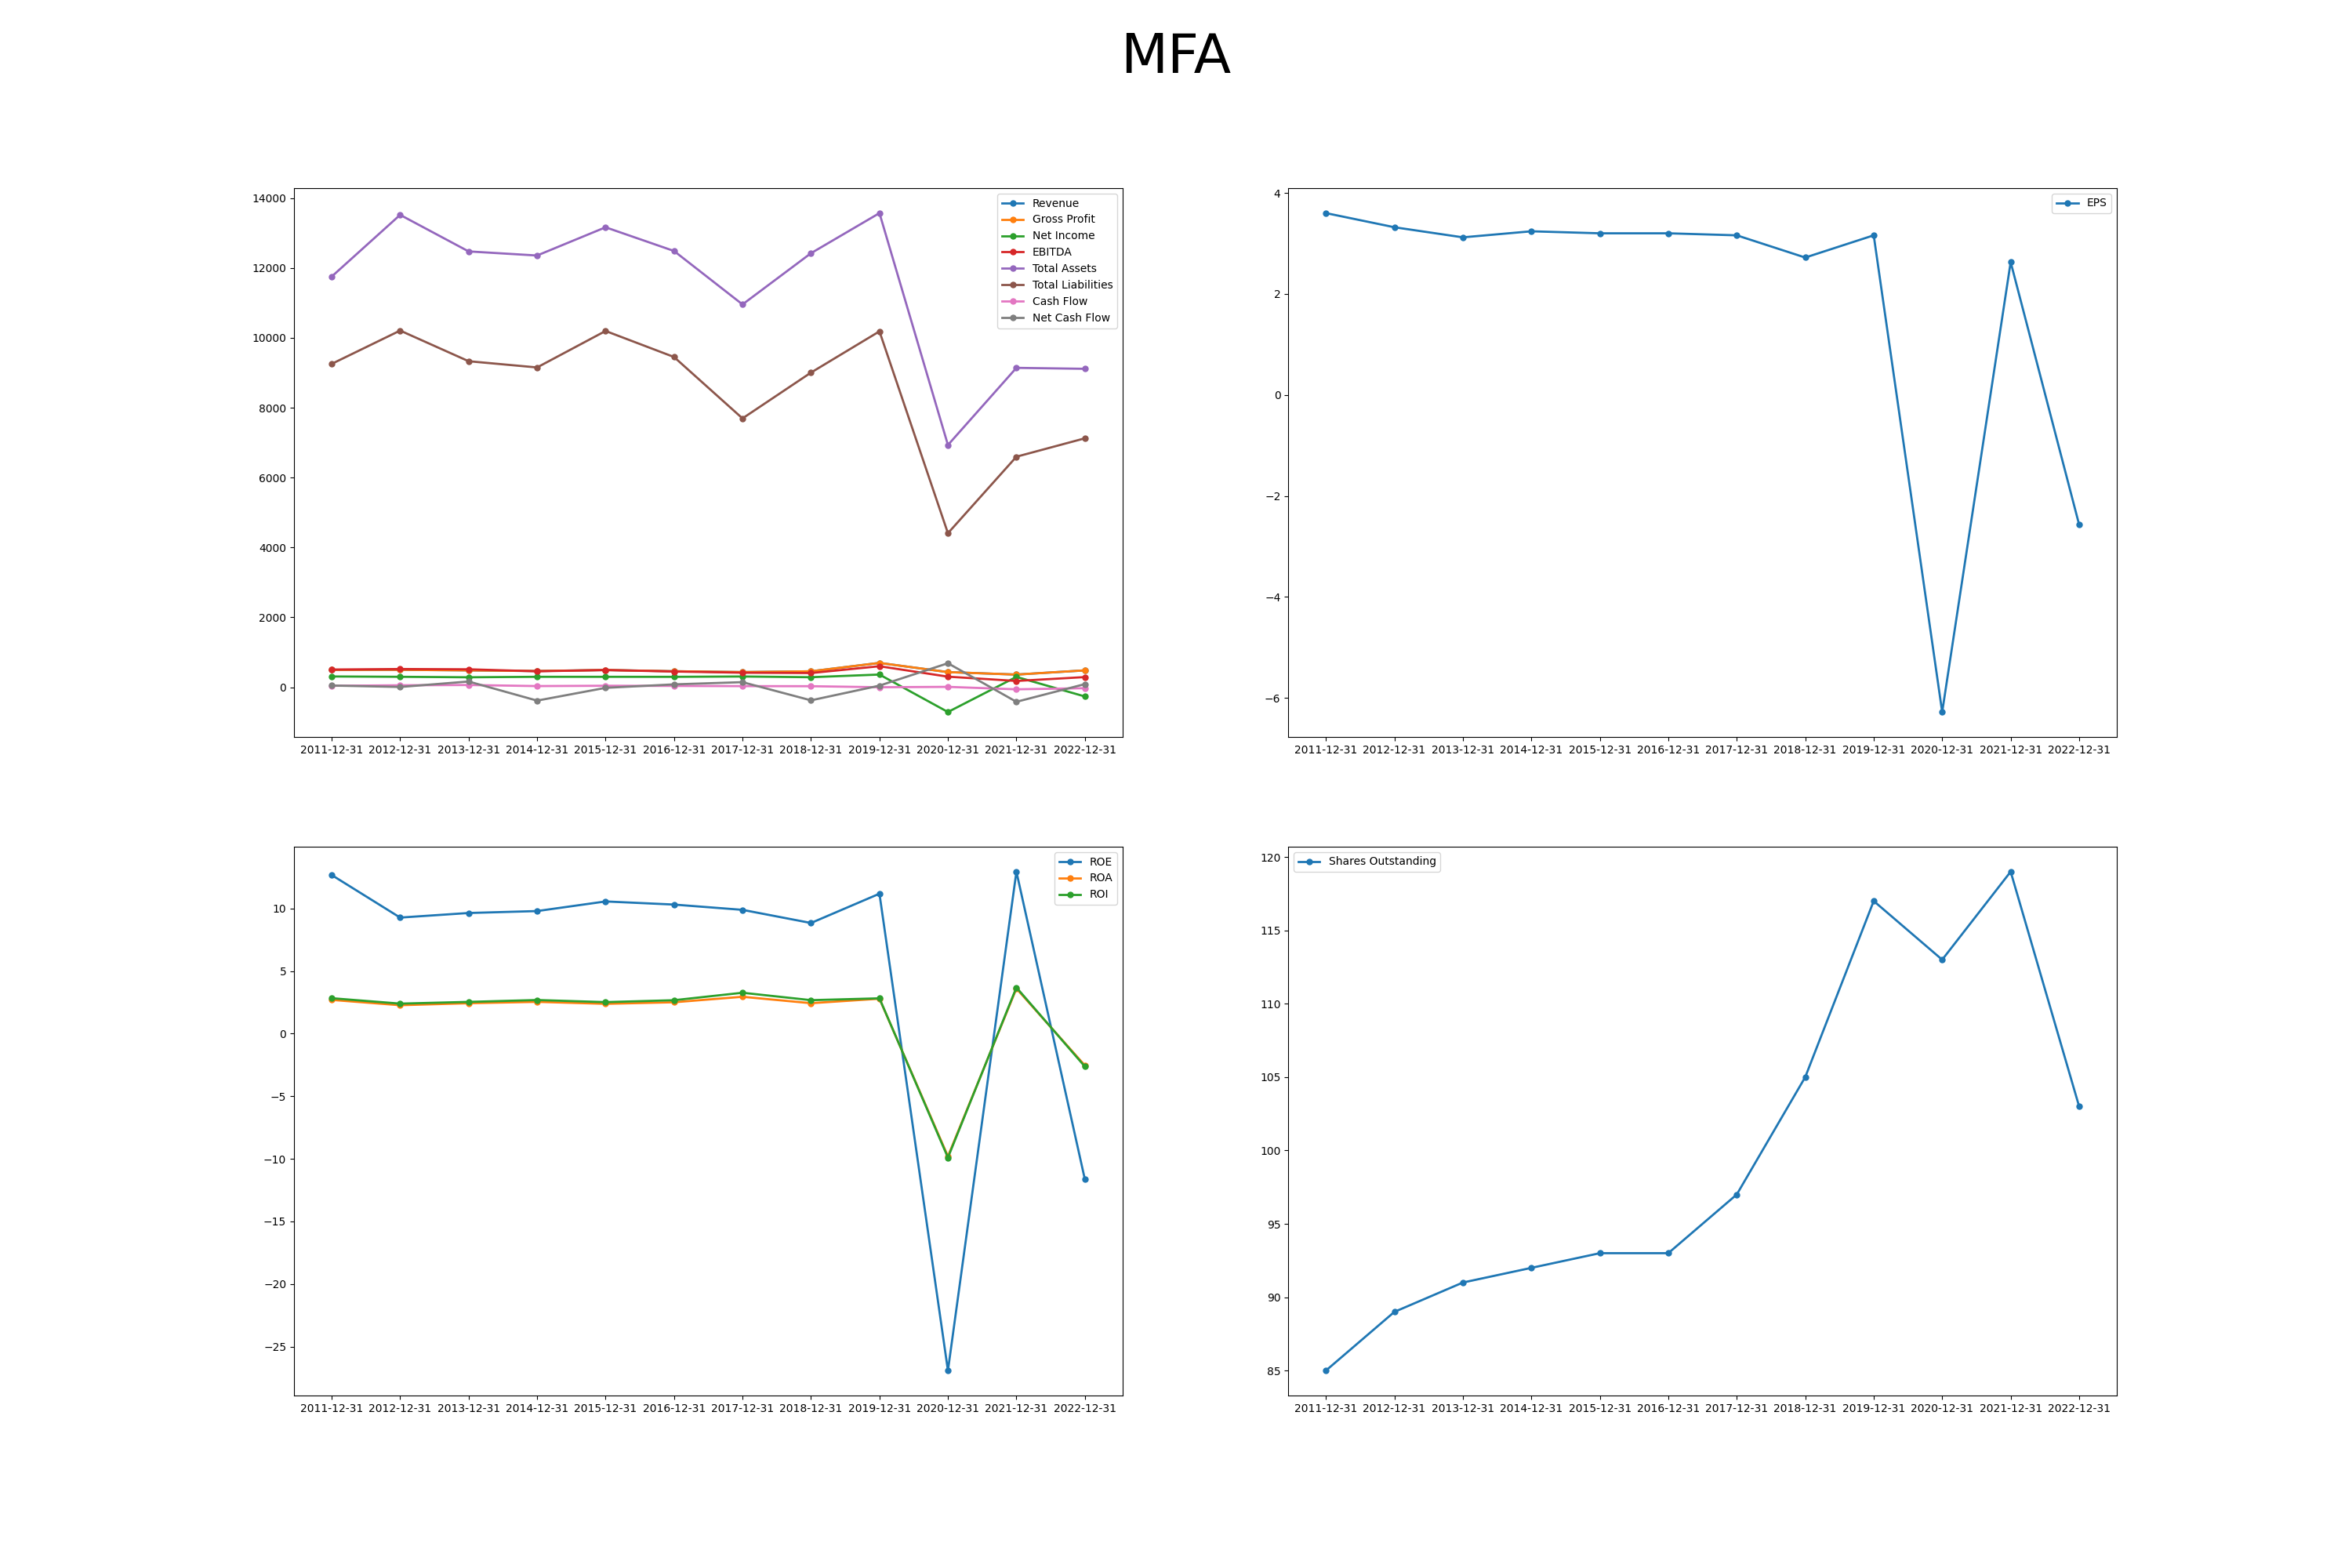 MFA
14000
12000
10000
8000
6000
4000
2000
0
Revenue
Gross Profit
Net Income
EBITDA
Total Assets
Total Liabilities
Cash Flow
Net Cash Flow
2011-12-31 2012-12-31 2013-12-31 2014-12-31 2015-12-31 2016-12-31 2017-12-31 2018-12-31 2019-12-31 2020-12-31 2021-12-31 2022-12-31
4
2
0
−2
−4
−6
EPS
2011-12-31 2012-12-31 2013-12-31 2014-12-31 2015-12-31 2016-12-31 2017-12-31 2018-12-31 2019-12-31 2020-12-31 2021-12-31 2022-12-31
10
5
0
−5
−10
−15
−20
−25
ROE
ROA
ROI
2011-12-31 2012-12-31 2013-12-31 2014-12-31 2015-12-31 2016-12-31 2017-12-31 2018-12-31 2019-12-31 2020-12-31 2021-12-31 2022-12-31
120
115
110
105
100
95
90
85
Shares Outstanding
2011-12-31 2012-12-31 2013-12-31 2014-12-31 2015-12-31 2016-12-31 2017-12-31 2018-12-31 2019-12-31 2020-12-31 2021-12-31 2022-12-31